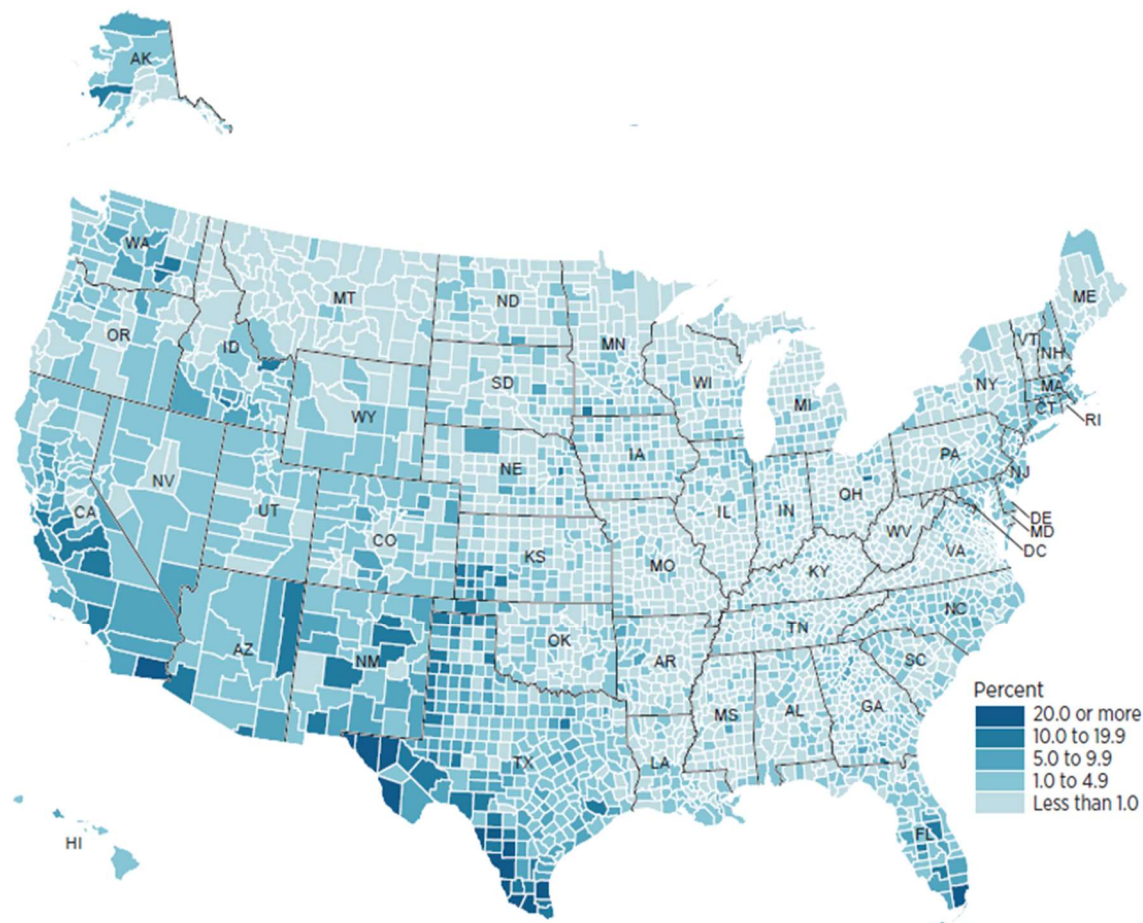 AK
WA
MT
ND
ME
MN
VT
OR
ID
NH
SD
WI
NY
MA
WY
MI
CT
RI
IA
PA
NE
NV
NJ
OH
UT
IL
IN
CA
DE
CO
WV
MD
VA
DC
KS
MO
KY
NC
TN
OK
AZ
NM
AR
SC
MS
AL
GA
TX
LA
FL
HI
Percent
20.0 or more
10.0 to 19.9
5.0 to 9.9
1.0 to 4.9
Less than 1.0